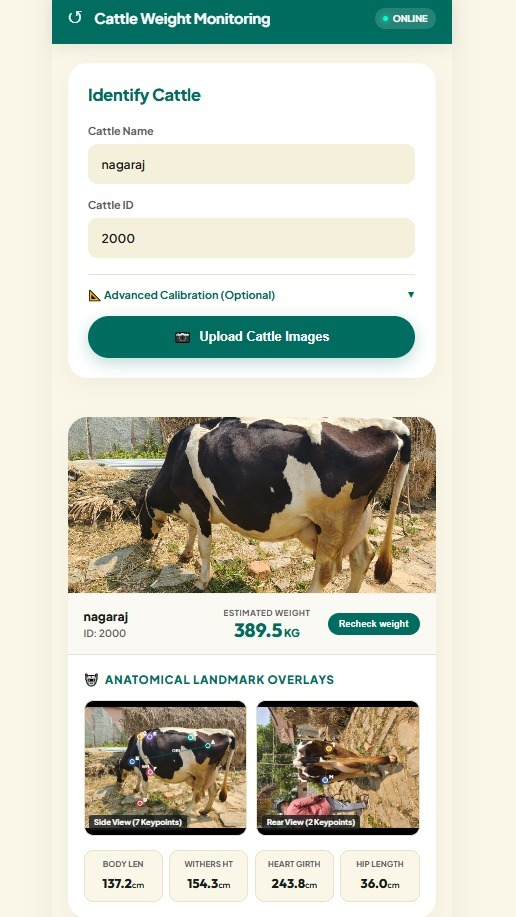 Cattle Weight Monitoring
ONLINE
Identify Cattle
Cattle Name
nagaraj
Cattle ID
2000
Advanced Calibration (Optional)
Upload Cattle Images
nagaraj
ID: 2000
ESTIMATED WEIGHT
389.5 KG
Recheck weight
ANATOMICAL LANDMARK OVERLAYS
Side View (7 Keypoints)
Rear View (2 Keypoints)
BODY LEN
137.2cm
WITHERS HT
154.3cm
HEART GIRTH
243.8cm
HIP LENGTH
36.0cm